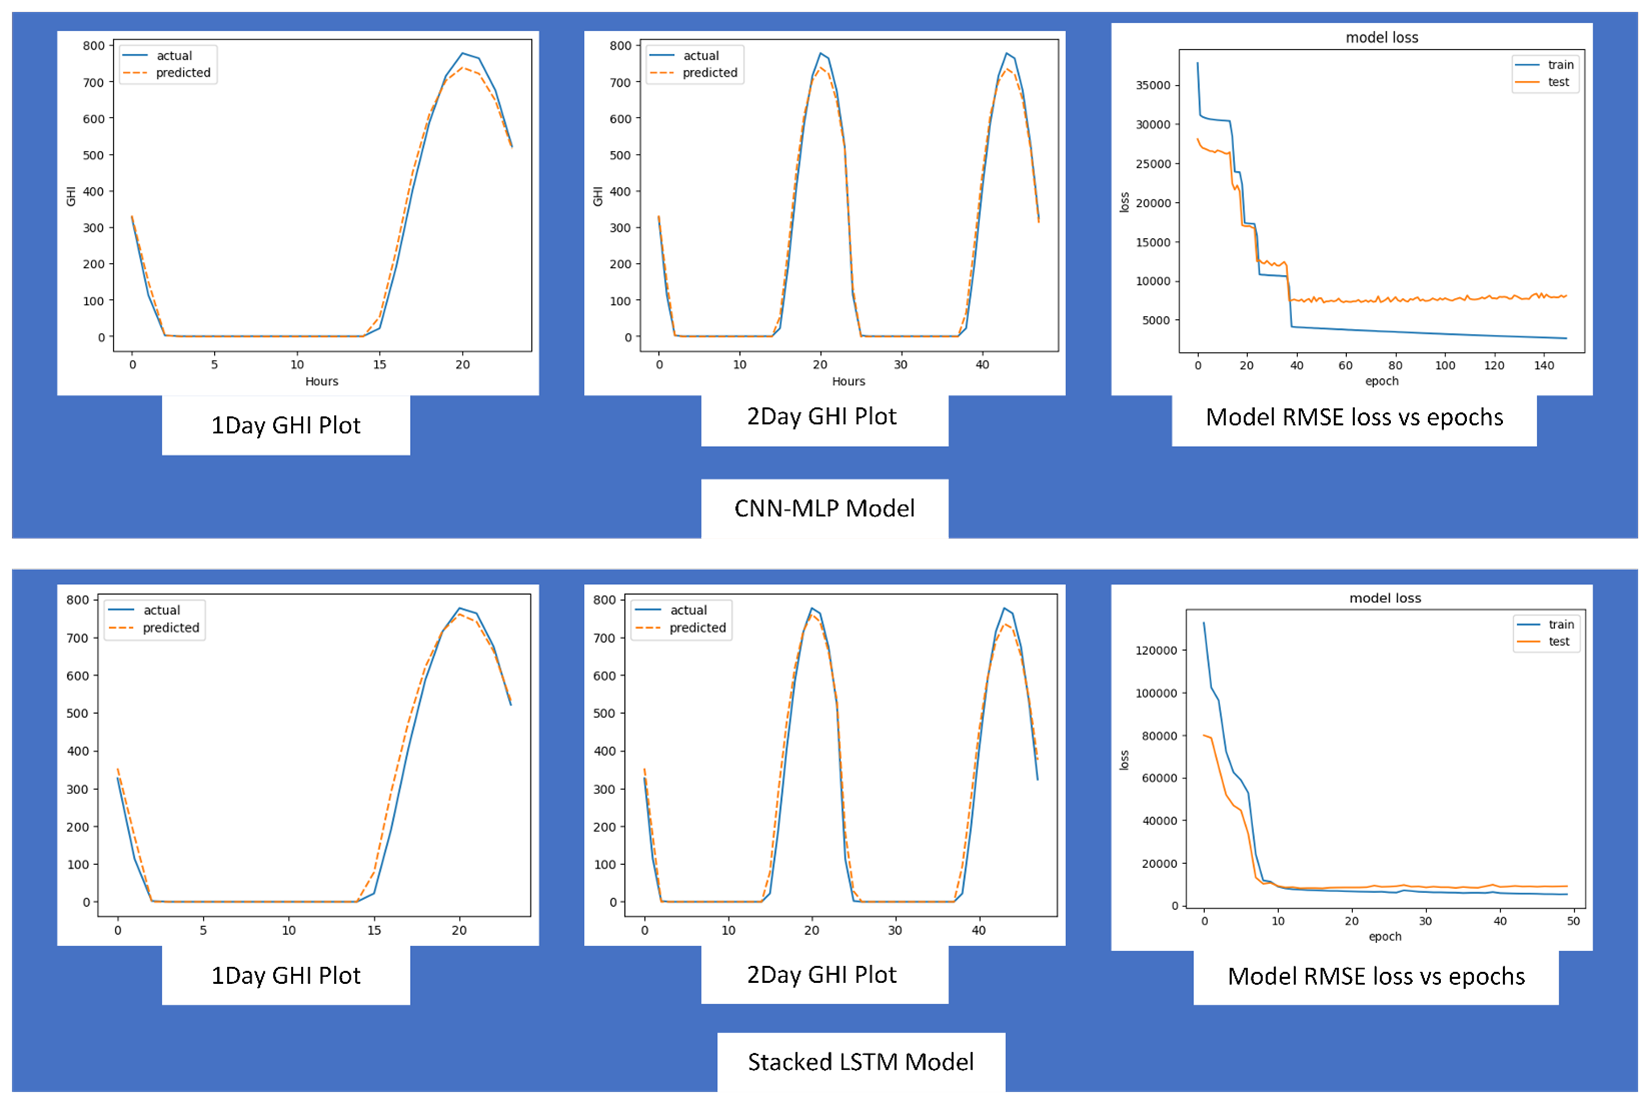 800
700
600
500
400
300
200
100
0
GHI
actual
predicted
0 5 10 15 20
Hours
1Day GHI Plot
800
700
600
500
400
300
200
100
0
GHI
actual
predicted
0 10 20 30 40
Hours
2Day GHI Plot
model loss
35000
30000
25000
20000
15000
10000
5000
loss
train
test
0 20 40 60 80 100 120 140
epoch
Model RMSE loss vs epochs
CNN-MLP Model
800
700
600
500
400
300
200
100
0
actual
predicted
0 5 10 15 20
1Day GHI Plot
800
700
600
500
400
300
200
100
0
actual
predicted
0 10 20 30 40
2Day GHI Plot
model loss
120000
100000
80000
60000
40000
20000
0
loss
train
test
0 10 20 30 40 50
epoch
Model RMSE loss vs epochs
Stacked LSTM Model